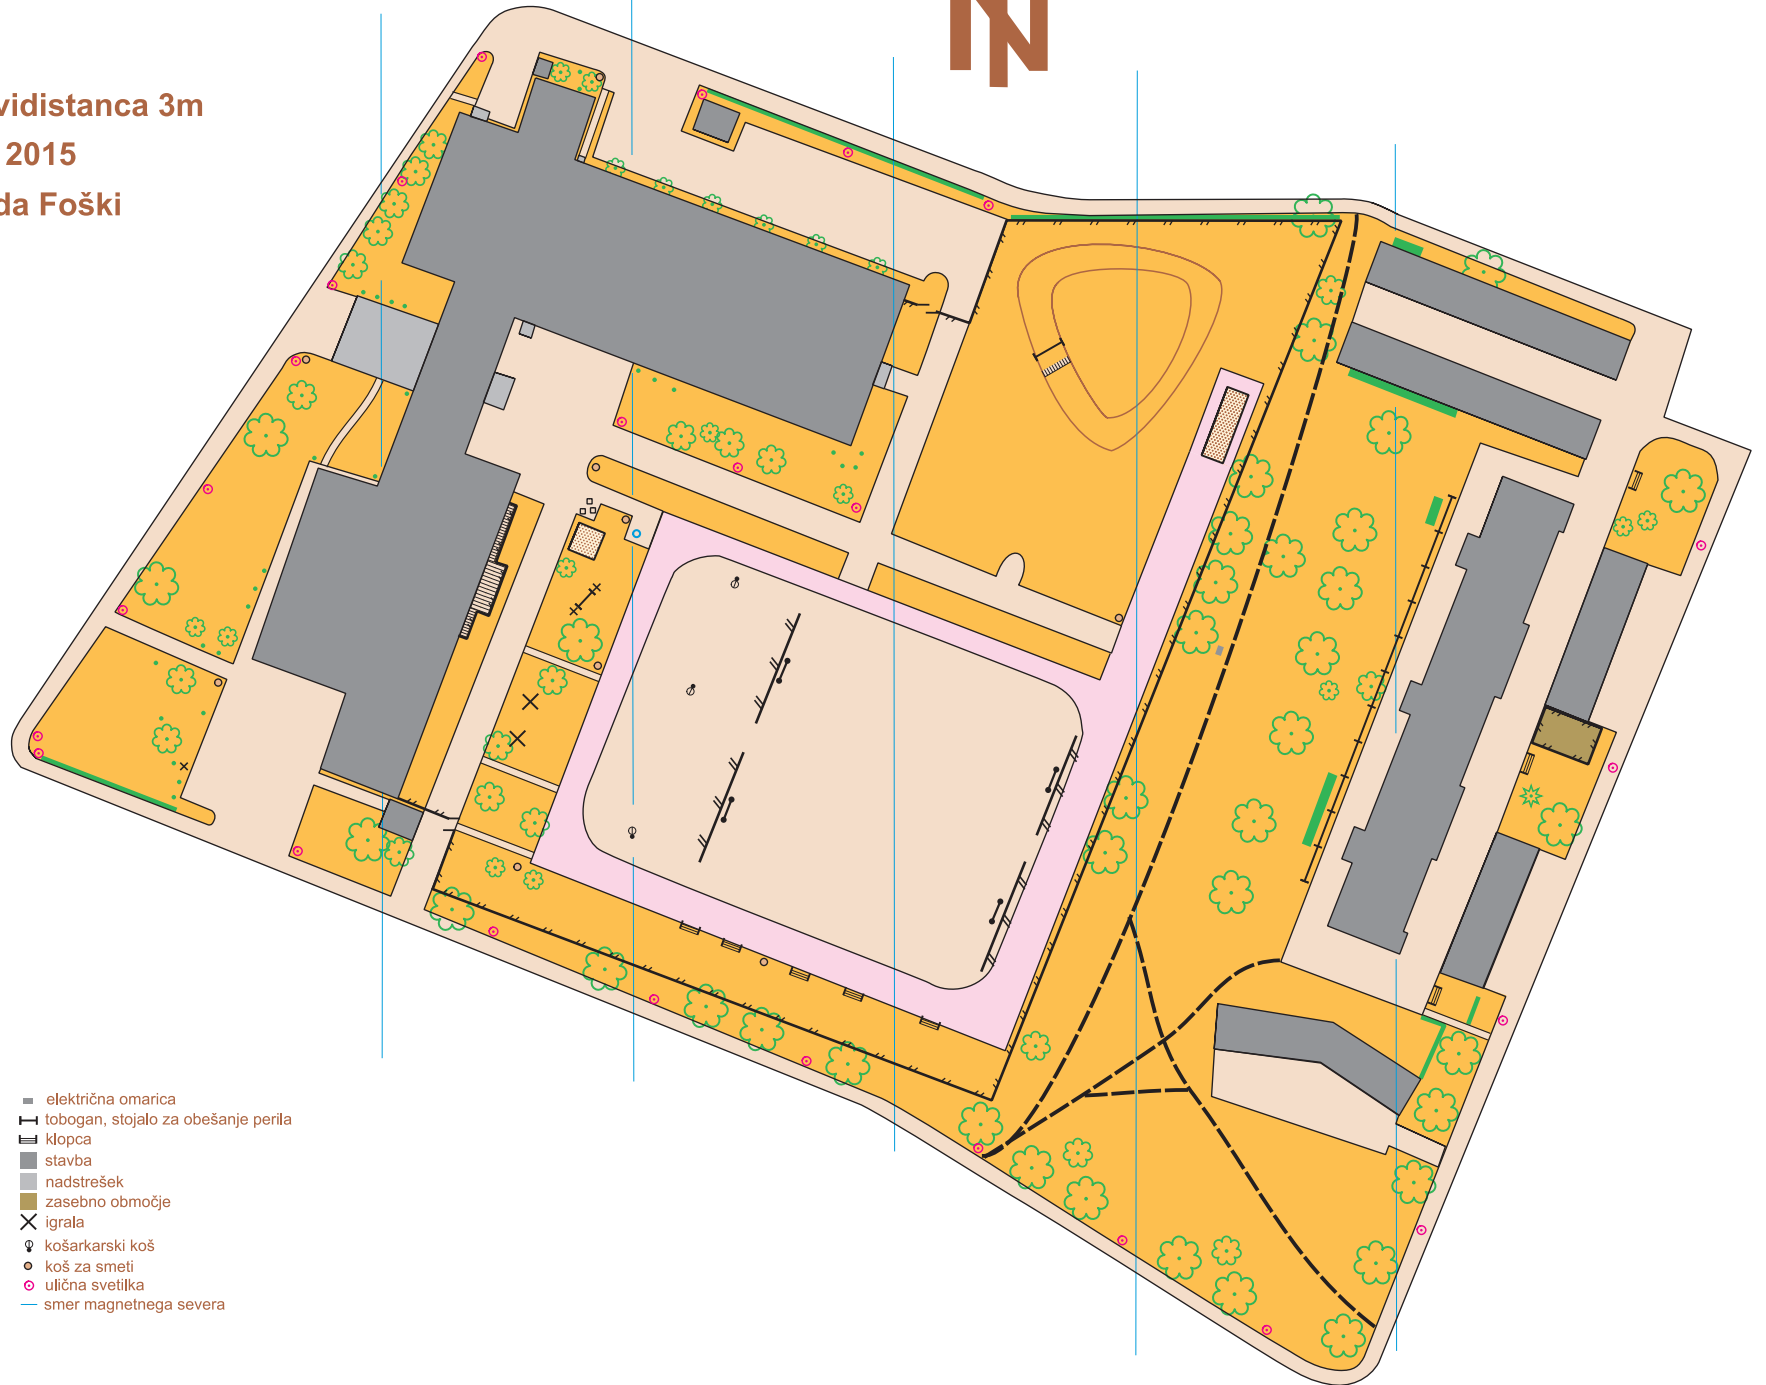 vidistanca 3m
2015
da Foški
N
električna omarica
tobogan, stojalo za obešanje perila
klopca
stavba
nadstrešek
zasebno območje
igrala
košarkarski koš
koš za smeti
ulična svetilka
smer magnetnega severa